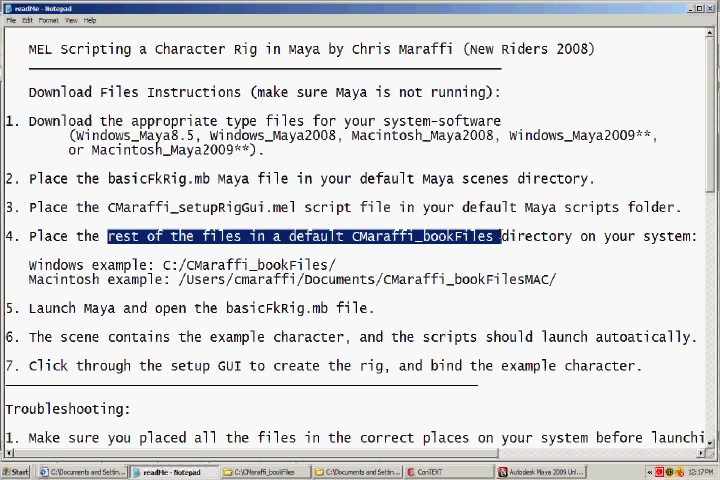 readMe - Notepad
File Edit Format View Help
MEL Scripting a Character Rig in Maya by Chris Maraffi (New Riders 2008)
Download Files Instructions (make sure Maya is not running):
1. Download the appropriate type files for your system-software
(Windows_Maya8.5, Windows_Maya2008, Macintosh_Maya2008, Windows_Maya2009**,
or Macintosh_Maya2009**).
2. Place the basicFkRig.mb Maya file in your default Maya scenes directory.
3. Place the CMaraffi_setupRigGui.mel script file in your default Maya scripts folder.
4. Place the rest of the files in a default CMaraffi_bookFiles directory on your system:
Windows example: C:/CMaraffi_bookFiles/
Macintosh example: /Users/cmaraffi/Documents/CMaraffi_bookFilesMAC/
5. Launch Maya and open the basicFkRig.mb file.
6. The scene contains the example character, and the scripts should launch autoatically.
7. Click through the setup GUI to create the rig, and bind the example character.
Troubleshooting:
1. Make sure you placed all the files in the correct places on your system before launchi
Start C:\Documents and Settin... readMe - Notepad C:\CMaraffi_bookFiles C:\Documents and Settin... ConTEXT Autodesk Maya 2009 Unl... « 12:17 PM